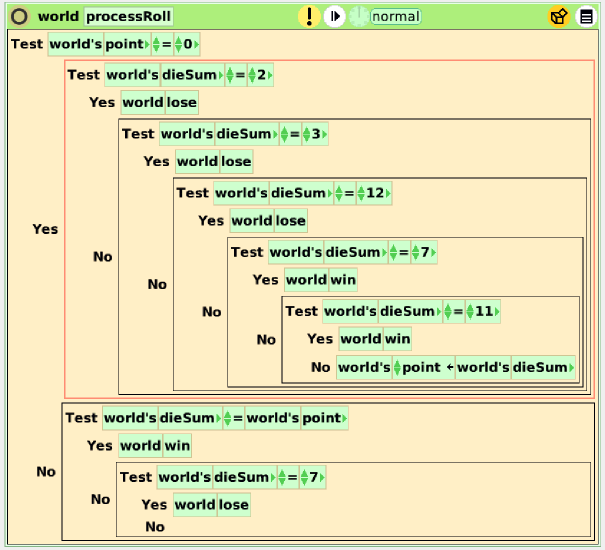 world processRoll ! normal
Test world's point = 0
Test world's dieSum = 2
Yes world lose
Test world's dieSum = 3
Yes world lose
Test world's dieSum = 12
Yes world lose
Yes
Test world's dieSum = 7
No
Yes world win
No
Test world's dieSum = 11
No
Yes world win
No
No world's point ← world's dieSum
Test world's dieSum = world's point
Yes world win
No
Test world's dieSum = 7
No
Yes world lose
No